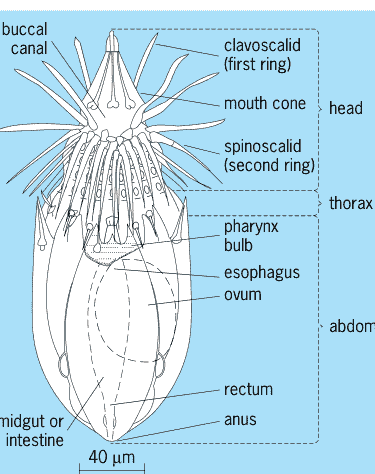 buccal
canal
clavoscalid
(first ring)
mouth cone
head
spinoscalid
(second ring)
thorax
pharynx
bulb
esophagus
ovum
abdom
rectum
anus
midgut or
intestine
40 μm